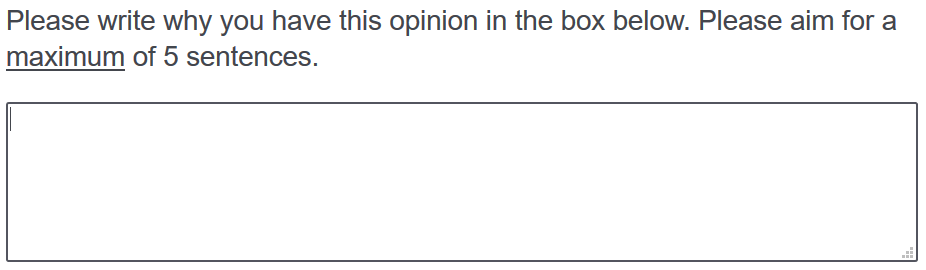 Please write why you have this opinion in the box below. Please aim for a
maximum of 5 sentences.